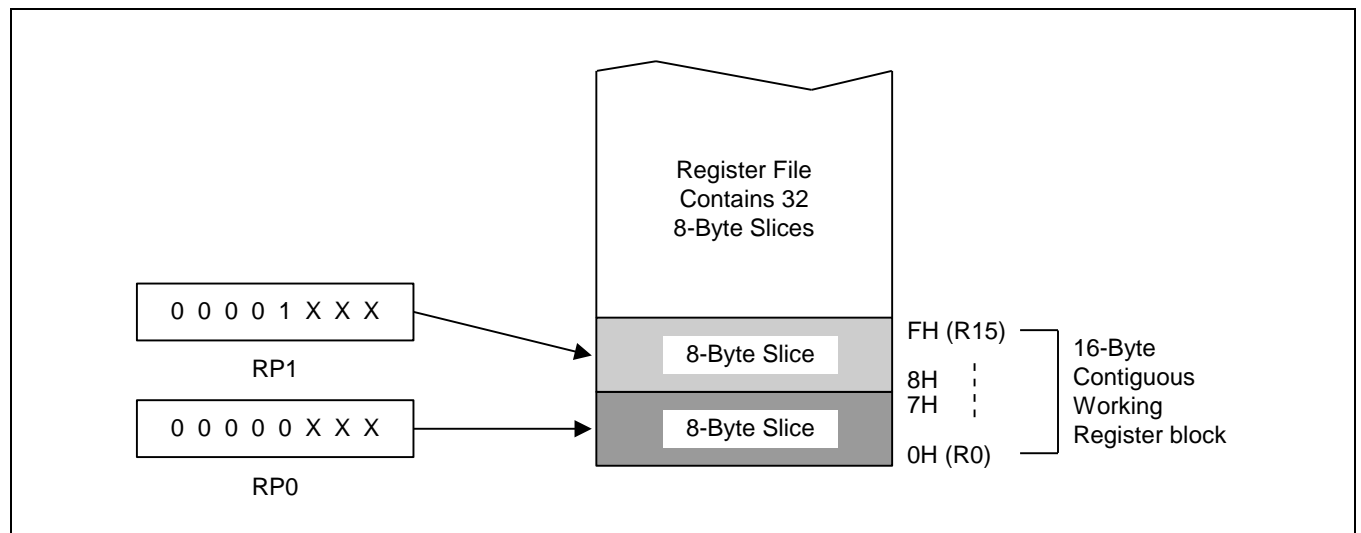 Register File
Contains 32
8-Byte Slices
0 0 0 0 1 X X X
RP1
0 0 0 0 0 X X X
RP0
8-Byte Slice
8-Byte Slice
FH (R15)
8H
7H
0H (R0)
16-Byte
Contiguous
Working
Register block